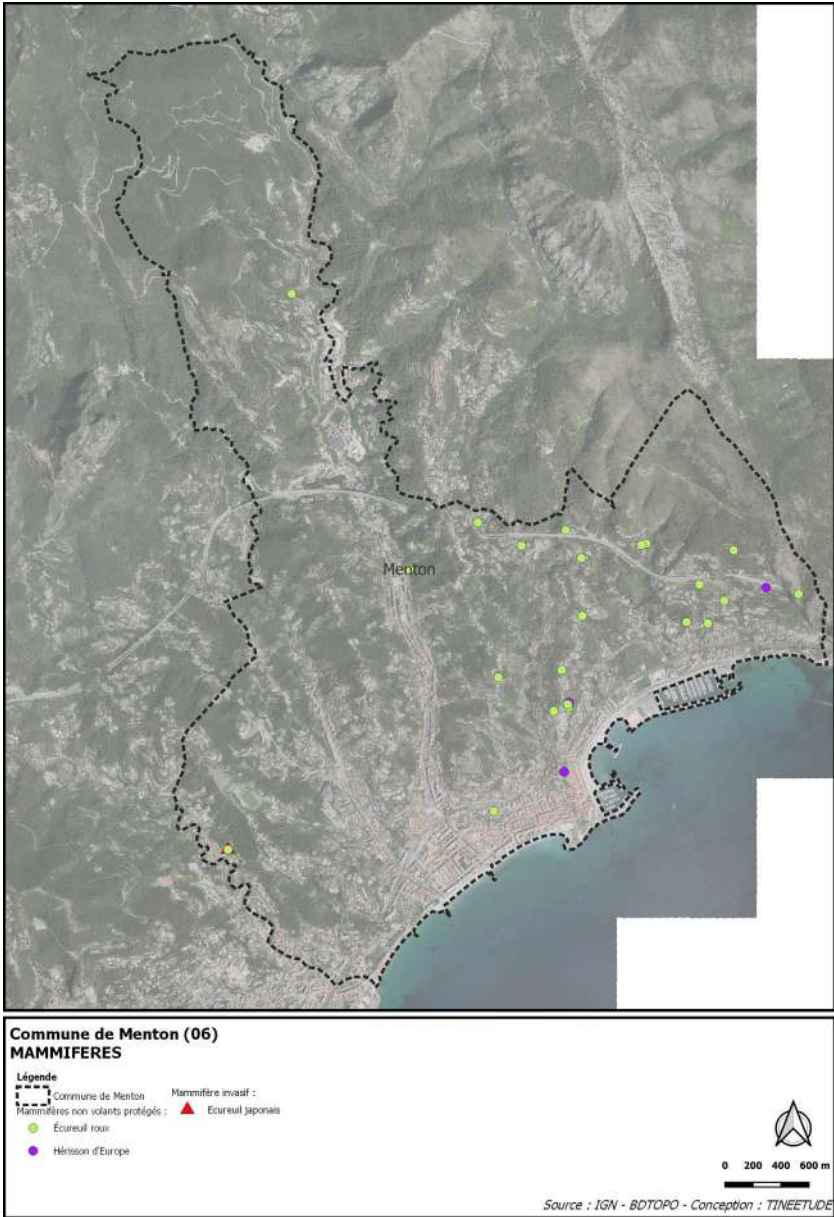 Menton
Commune de Menton (06)
MAMMIFERES
Légende
Commune de Menton
Mammifères non volants protégés :
Écureuil roux
Hérisson d'Europe
Mammifère invasif :
Ecureuil japonais
0 200 400 600 m
Source : IGN - BDTOPO - Conception : TINEETUDE